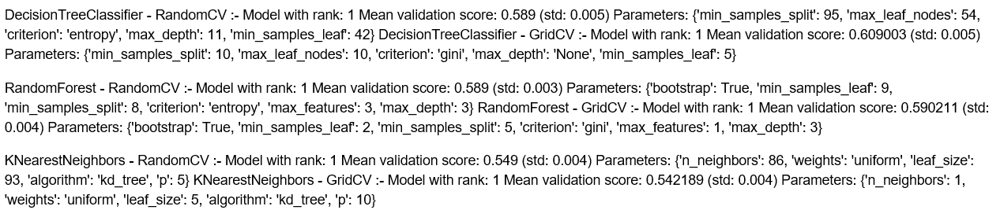 DecisionTreeClassifier - RandomCV :- Model with rank: 1 Mean validation score: 0.589 (std: 0.005) Parameters: {'min_samples_split': 95, 'max_leaf_nodes': 54,
'criterion': 'entropy', 'max_depth': 11, 'min_samples_leaf': 42} DecisionTreeClassifier - GridCV :- Model with rank: 1 Mean validation score: 0.609003 (std: 0.005)
Parameters: {'min_samples_split': 10, 'max_leaf_nodes': 10, 'criterion': 'gini', 'max_depth': 'None', 'min_samples_leaf': 5}
RandomForest - RandomCV :- Model with rank: 1 Mean validation score: 0.589 (std: 0.003) Parameters: {'bootstrap': True, 'min_samples_leaf': 9,
'min_samples_split': 8, 'criterion': 'entropy', 'max_features': 3, 'max_depth': 3} RandomForest - GridCV :- Model with rank: 1 Mean validation score: 0.590211 (std:
0.004) Parameters: {'bootstrap': True, 'min_samples_leaf': 2, 'min_samples_split': 5, 'criterion': 'gini', 'max_features': 1, 'max_depth': 3}
KNearestNeighbors - RandomCV :- Model with rank: 1 Mean validation score: 0.549 (std: 0.004) Parameters: {'n_neighbors': 86, 'weights': 'uniform', 'leaf_size':
93, 'algorithm': 'kd_tree', 'p': 5} KNearestNeighbors - GridCV :- Model with rank: 1 Mean validation score: 0.542189 (std: 0.004) Parameters: {'n_neighbors': 1,
'weights': 'uniform', 'leaf_size': 5, 'algorithm': 'kd_tree', 'p': 10}